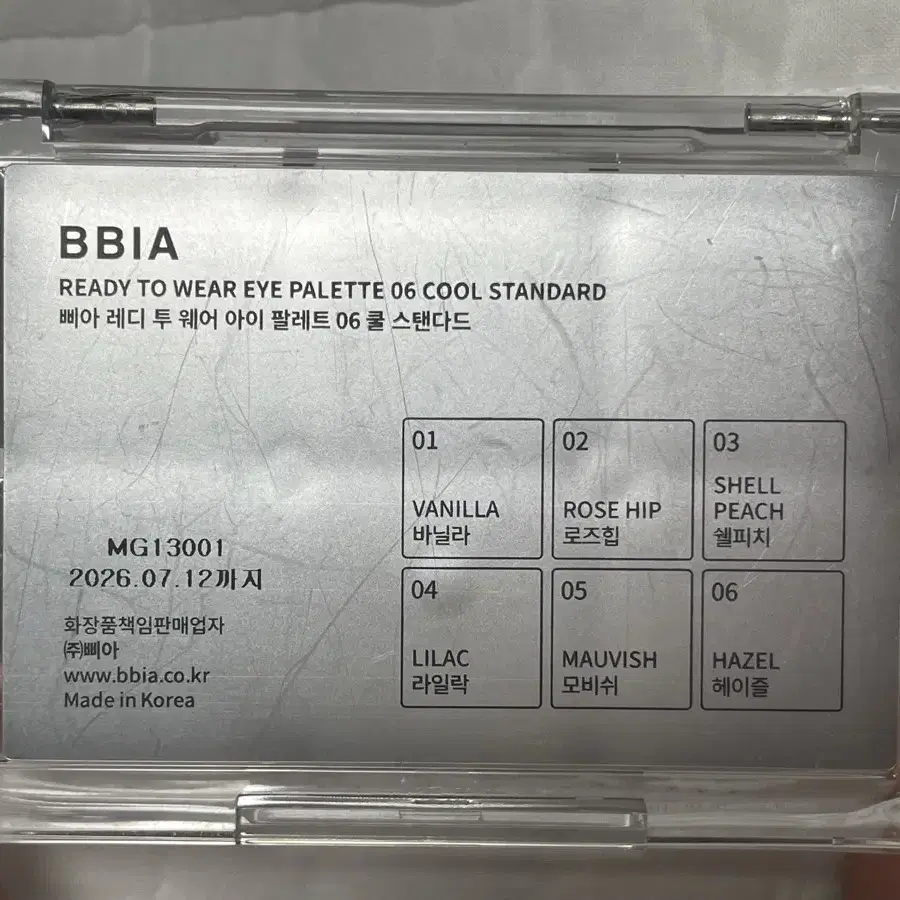 BBIA
READY TO WEAR EYE PALETTE 06 COOL STANDARD
삐아 레디 투 웨어 아이 팔레트 06 쿨 스탠다드
01
VANILLA
바닐라
02
ROSE HIP
로즈힙
03
SHELL
PEACH
쉘피치
04
LILAC
라일락
05
MAUVISH
모비쉬
06
HAZEL
헤이즐
MG13001
2026.07.12까지
화장품책임판매업자
㈜삐아
www.bbia.co.kr
Made in Korea